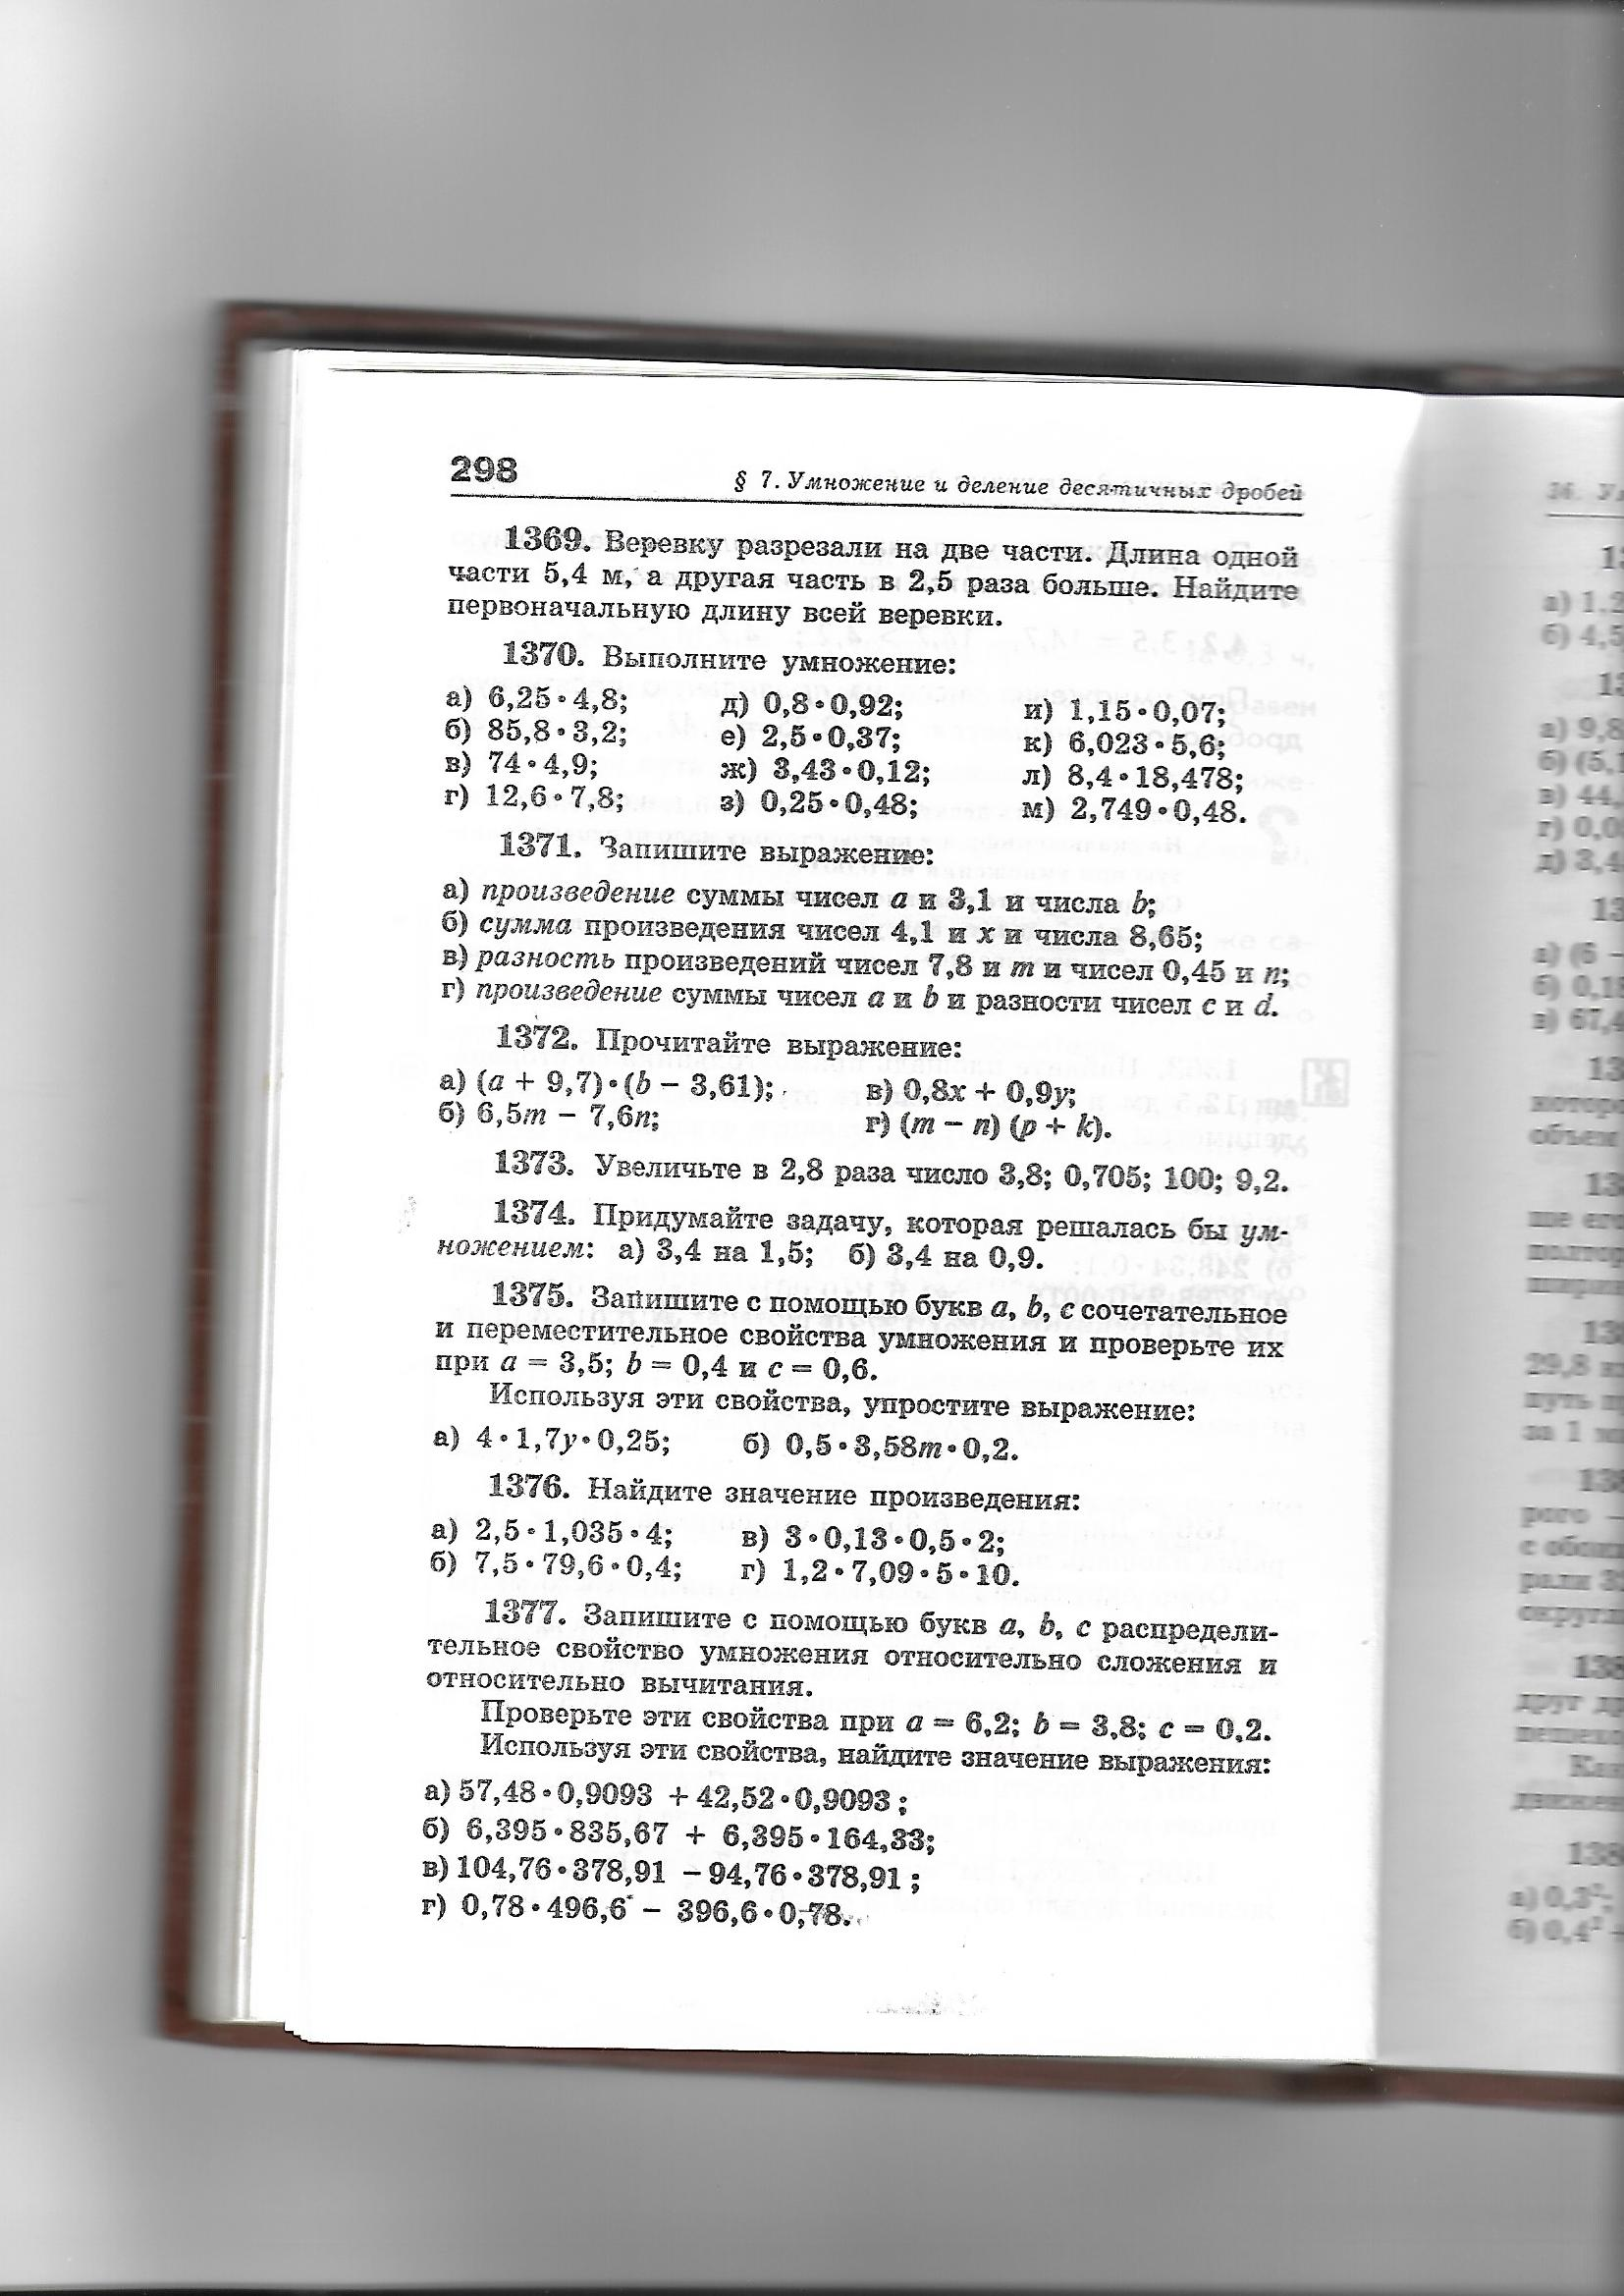 298
§ 7. Умножение и деление десятичных дробей
1369. Веревку разрезали на две части. Длина одной
части 5,4 м, а другая часть в 2,5 раза больше. Найдите
первоначальную длину всей веревки.
1370. Выполните умножение:
а) 6,25 · 4,8; д) 0,8 · 0,92; и) 1,15 · 0,07;
б) 85,8 · 3,2; е) 2,5 · 0,37; к) 6,023 · 5,6;
в) 74 · 4,9; ж) 3,43 · 0,12; л) 8,4 · 18,478;
г) 12,6 · 7,8; з) 0,25 · 0,48; м) 2,749 · 0,48.
1371. Запишите выражение:
а) произведение суммы чисел a и 3,1 и числа b;
б) сумма произведения чисел 4,1 и x и числа 8,65;
в) разность произведений чисел 7,8 и m и чисел 0,45 и n;
г) произведение суммы чисел a и b и разности чисел c и d.
1372. Прочитайте выражение:
а) (a + 9,7) · (b − 3,61); в) 0,8x + 0,9y;
б) 6,5m − 7,6n; г) (m − n) (p + k).
1373. Увеличьте в 2,8 раза число 3,8; 0,705; 100; 9,2.
1374. Придумайте задачу, которая решалась бы ум-
ножением: а) 3,4 на 1,5; б) 3,4 на 0,9.
1375. Запишите с помощью букв a, b, c сочетательное
и переместительное свойства умножения и проверьте их
при a = 3,5; b = 0,4 и c = 0,6.
Используя эти свойства, упростите выражение:
а) 4 · 1,7y · 0,25; б) 0,5 · 3,58m · 0,2.
1376. Найдите значение произведения:
а) 2,5 · 1,035 · 4; в) 3 · 0,13 · 0,5 · 2;
б) 7,5 · 79,6 · 0,4; г) 1,2 · 7,09 · 5 · 10.
1377. Запишите с помощью букв a, b, c распредели-
тельное свойство умножения относительно сложения и
относительно вычитания.
Проверьте эти свойства при a = 6,2; b = 3,8; c = 0,2.
Используя эти свойства, найдите значение выражения:
а) 57,48 · 0,9093 + 42,52 · 0,9093 ;
б) 6,395 · 835,67 + 6,395 · 164,33;
в) 104,76 · 378,91 − 94,76 · 378,91 ;
г) 0,78 · 496,6 − 396,6 · 0,78.